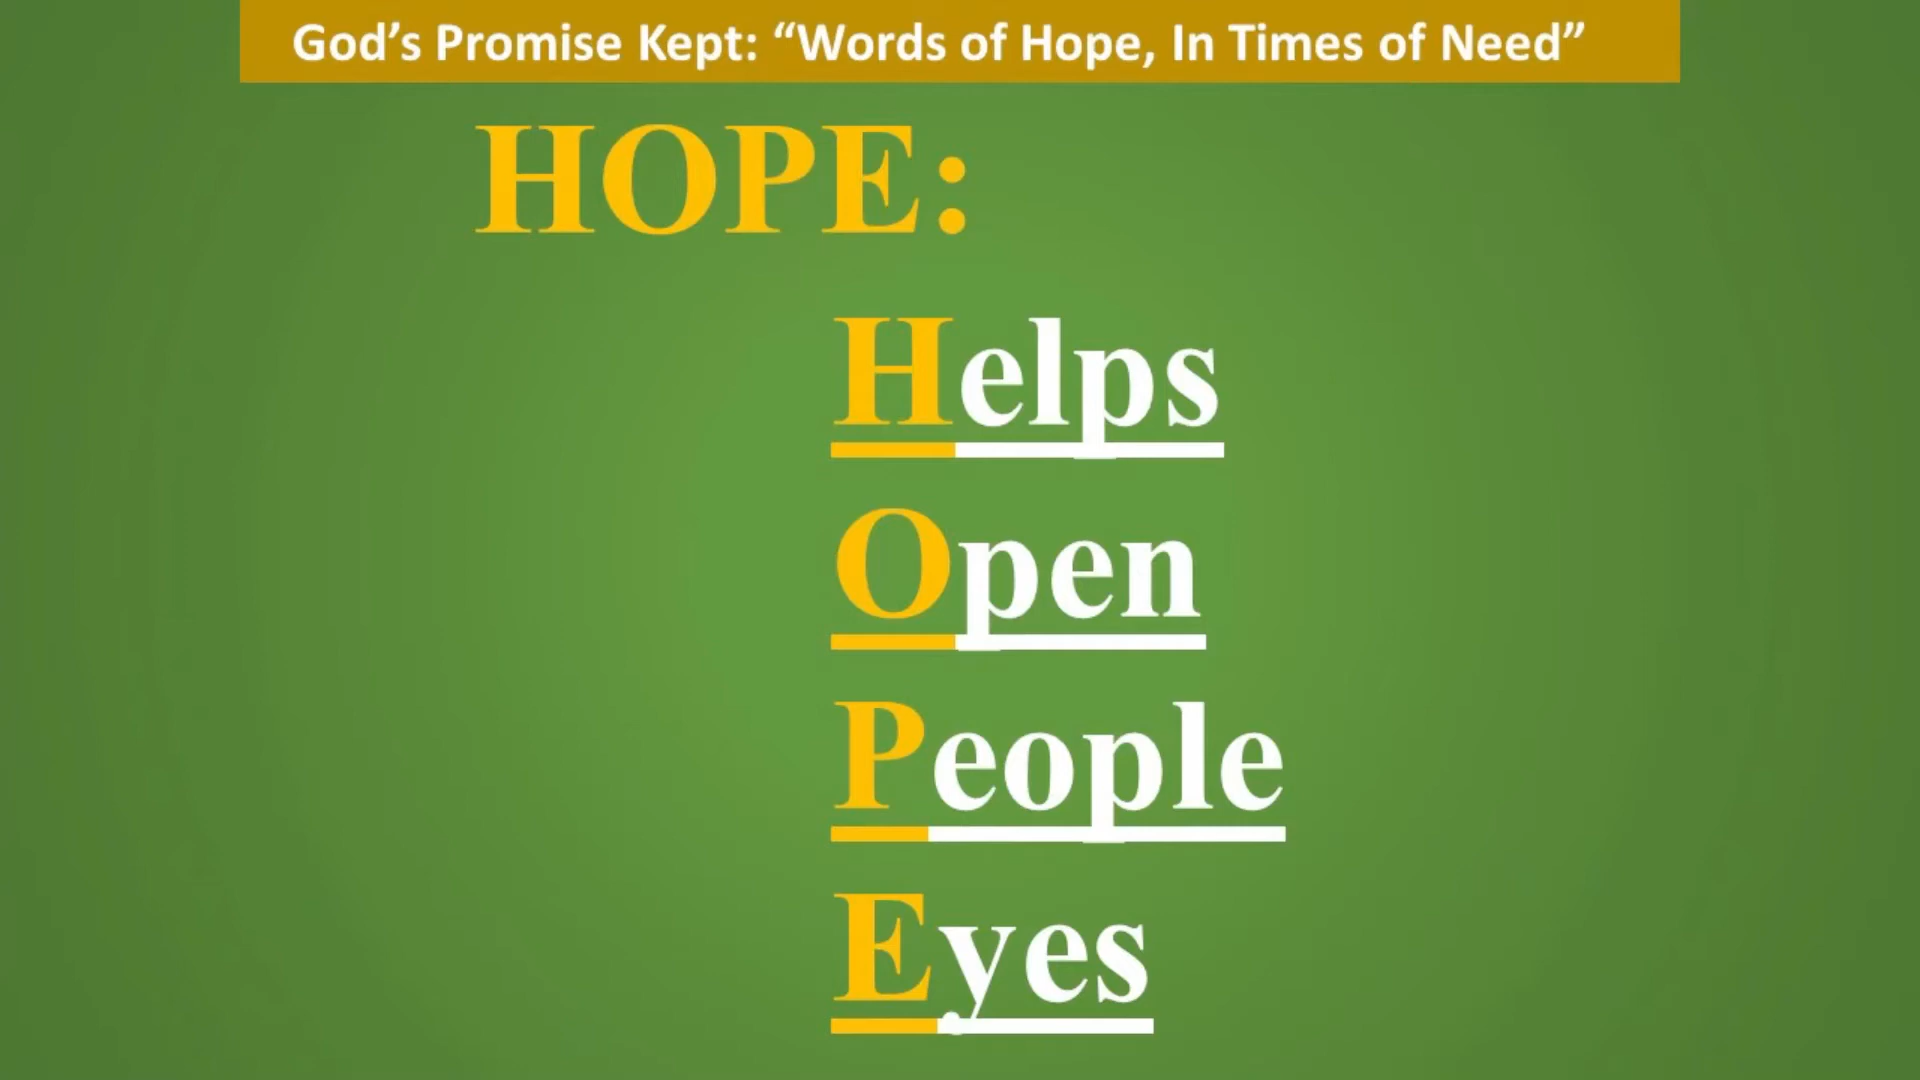 God’s Promise Kept: “Words of Hope, In Times of Need”
HOPE:
Helps
Open
People
Eyes